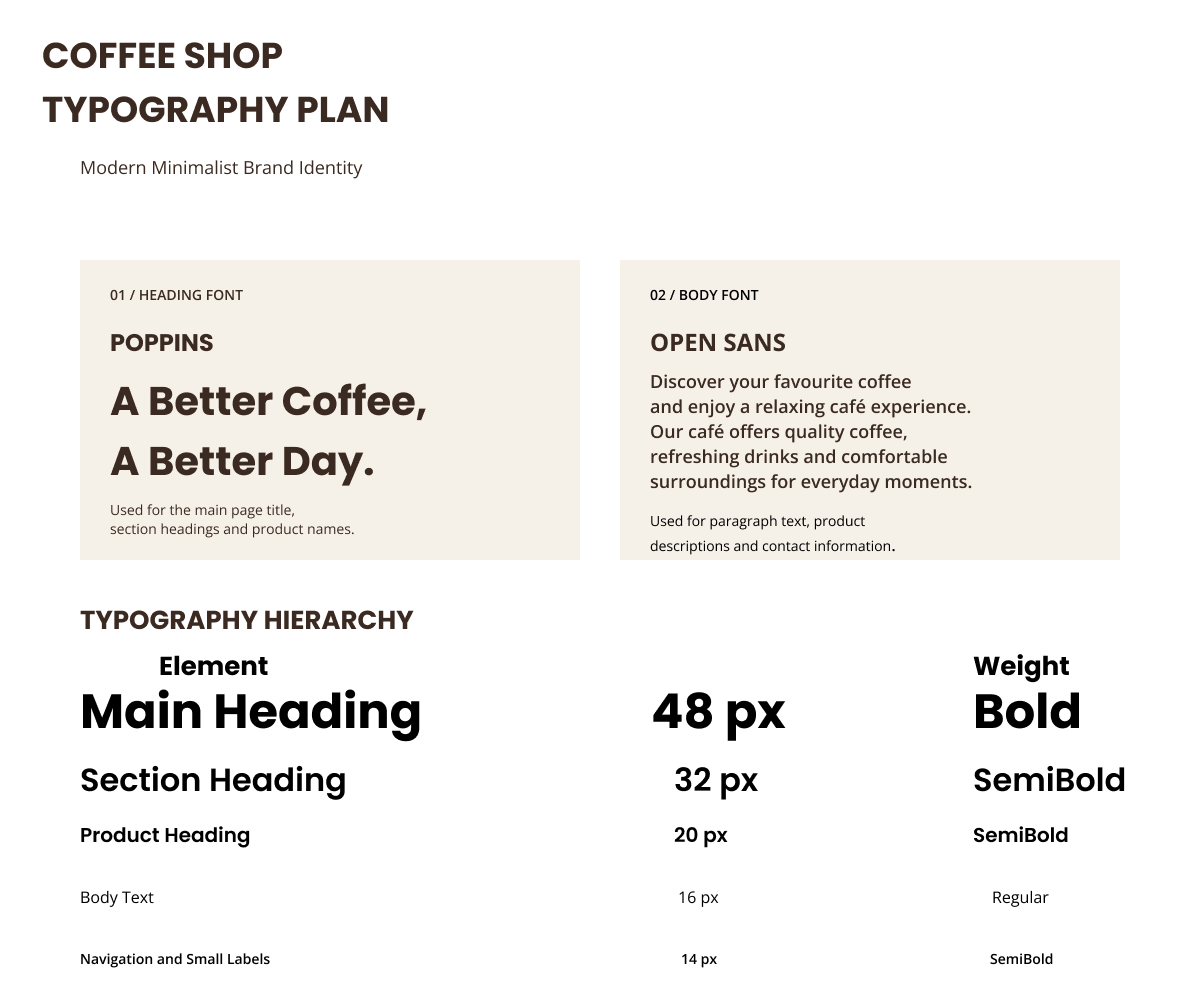 COFFEE SHOP
TYPOGRAPHY PLAN
Modern Minimalist Brand Identity
01 / HEADING FONT
POPPINS
A Better Coffee,
A Better Day.
Used for the main page title,
section headings and product names.
02 / BODY FONT
OPEN SANS
Discover your favourite coffee
and enjoy a relaxing café experience.
Our café offers quality coffee,
refreshing drinks and comfortable
surroundings for everyday moments.
Used for paragraph text, product
descriptions and contact information.
TYPOGRAPHY HIERARCHY
Element Weight
Main Heading 48 px Bold
Section Heading 32 px SemiBold
Product Heading 20 px SemiBold
Body Text 16 px Regular
Navigation and Small Labels 14 px SemiBold